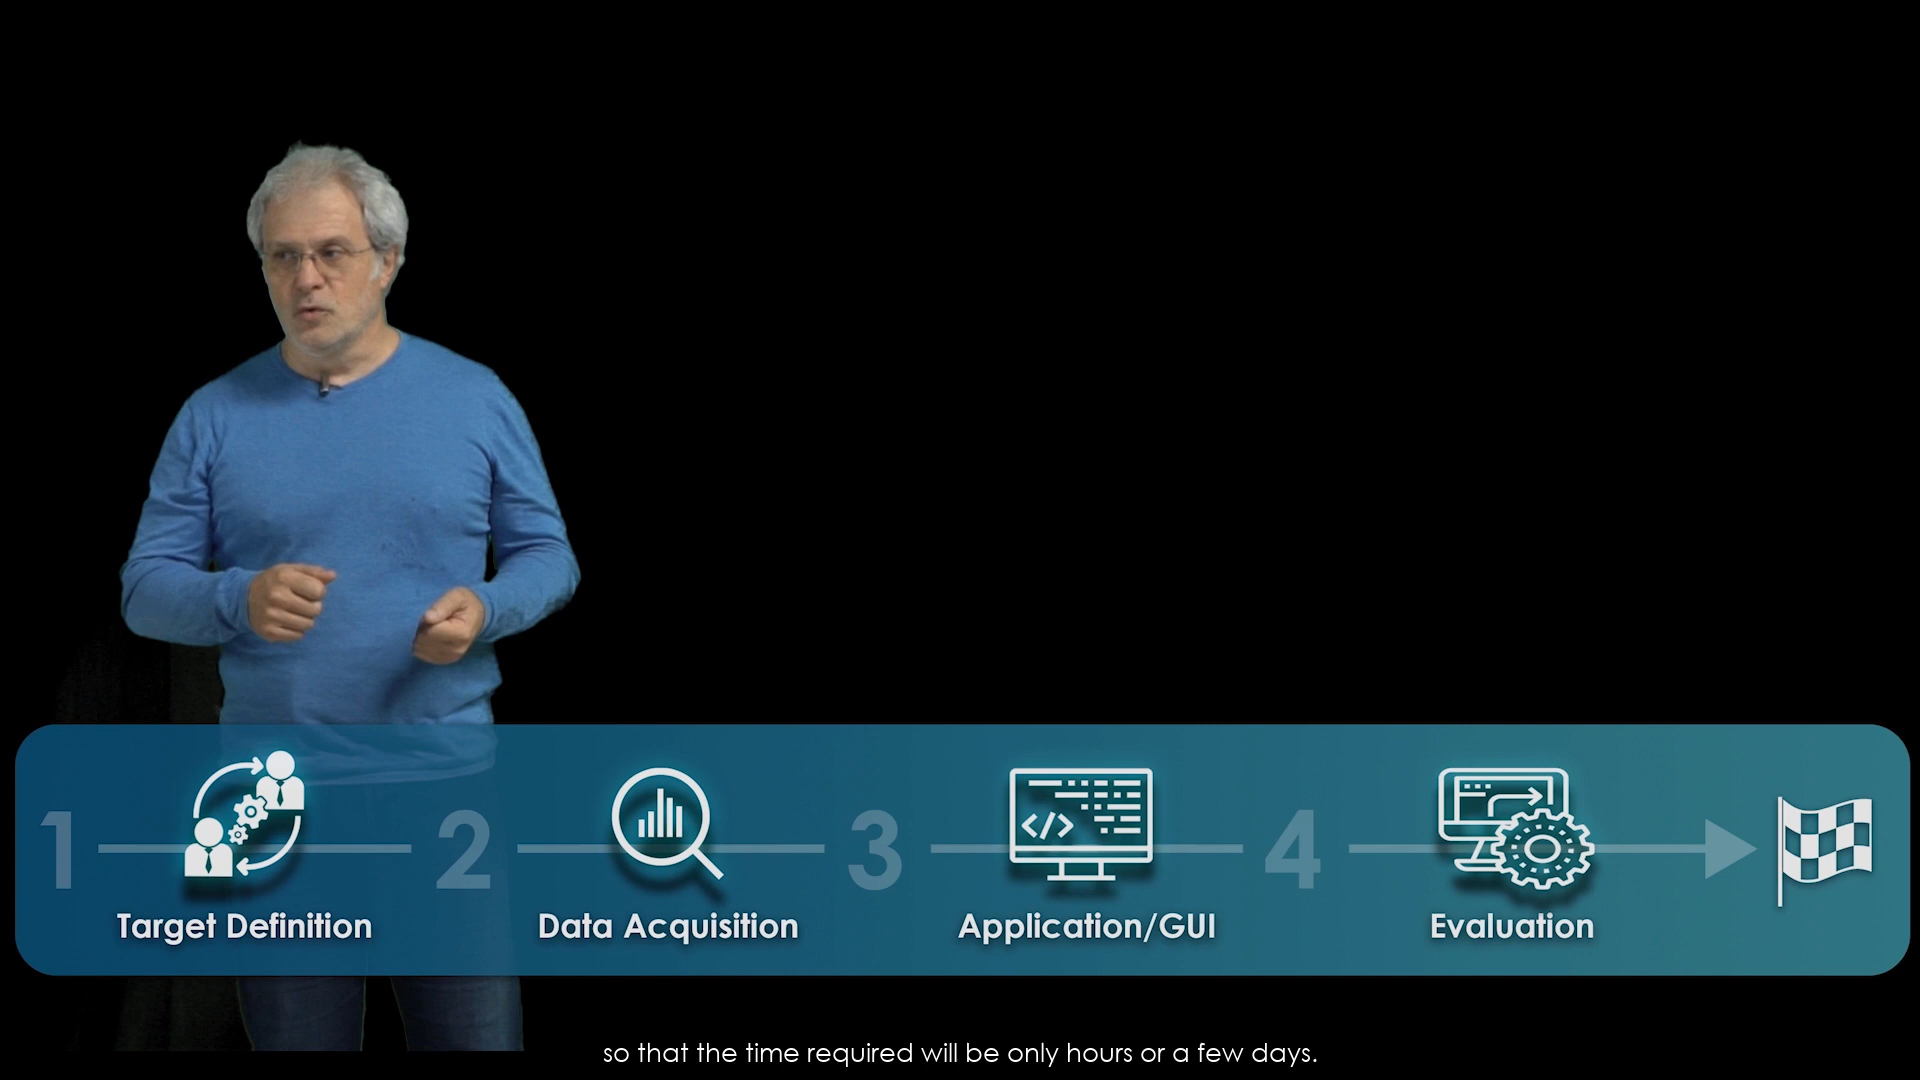 1
2
3
4
Target Definition
Data Acquisition
Application/GUI
Evaluation
so that the time required will be only hours or a few days.